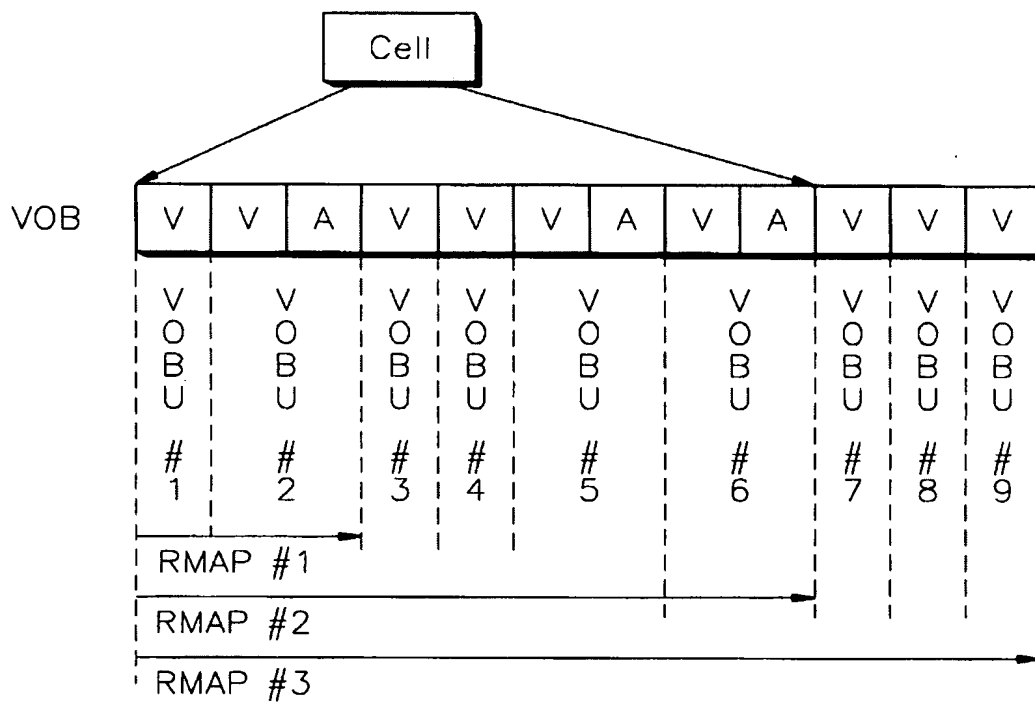 Cell
VOB V V A V V V A V A V V V
VOBU #1
VOBU #2
VOBU #3
VOBU #4
VOBU #5
VOBU #6
VOBU #7
VOBU #8
VOBU #9
RMAP #1
RMAP #2
RMAP #3